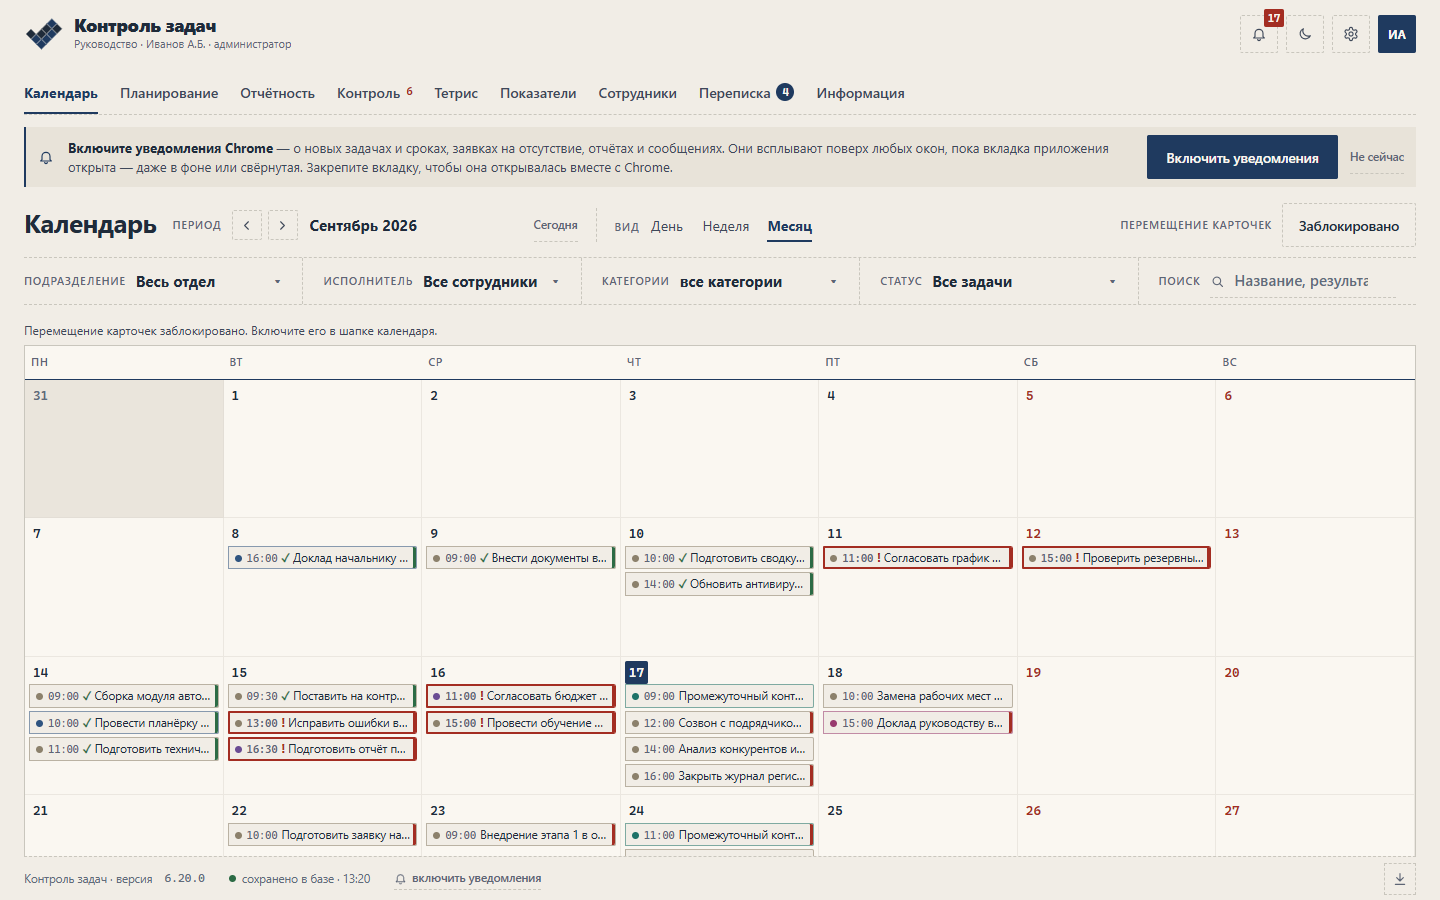 Контроль задач
Руководство · Иванов А.Б. · администратор
17
ИА
Календарь Планирование Отчётность Контроль 6 Тетрис Показатели Сотрудники Переписка 4 Информация
Включите уведомления Chrome — о новых задачах и сроках, заявках на отсутствие, отчётах и сообщениях. Они всплывают поверх любых окон, пока вкладка приложения
открыта — даже в фоне или свёрнутая. Закрепите вкладку, чтобы она открывалась вместе с Chrome.
Включить уведомления
Не сейчас
Календарь ПЕРИОД Сентябрь 2026 Сегодня ВИД День Неделя Месяц ПЕРЕМЕЩЕНИЕ КАРТОЧЕК Заблокировано
ПОДРАЗДЕЛЕНИЕ Весь отдел ИСПОЛНИТЕЛЬ Все сотрудники КАТЕГОРИИ все категории СТАТУС Все задачи ПОИСК Название, результа
Перемещение карточек заблокировано. Включите его в шапке календаря.
ПН ВТ СР ЧТ ПТ СБ ВС
31 1 2 3 4 5 6
7 8 9 10 11 12 13
16:00 ✓ Доклад начальнику ...
09:00 ✓ Внести документы в...
10:00 ✓ Подготовить сводку...
11:00 ! Согласовать график ...
15:00 ! Проверить резервны...
14:00 ✓ Обновить антивиру...
14 15 16 17 18 19 20
09:00 ✓ Сборка модуля авто...
09:30 ✓ Поставить на контр...
11:00 ! Согласовать бюджет ...
09:00 Промежуточный конт...
10:00 Замена рабочих мест ...
10:00 ✓ Провести планёрку ...
13:00 ! Исправить ошибки в...
15:00 ! Провести обучение ...
12:00 Созвон с подрядчико...
15:00 Доклад руководству в...
11:00 ✓ Подготовить технич...
16:30 ! Подготовить отчёт п...
14:00 Анализ конкурентов и...
16:00 Закрыть журнал регис...
21 22 23 24 25 26 27
10:00 Подготовить заявку на...
09:00 Внедрение этапа 1 в о...
11:00 Промежуточный конт...
Контроль задач · версия 6.20.0 сохранено в базе · 13:20 включить уведомления